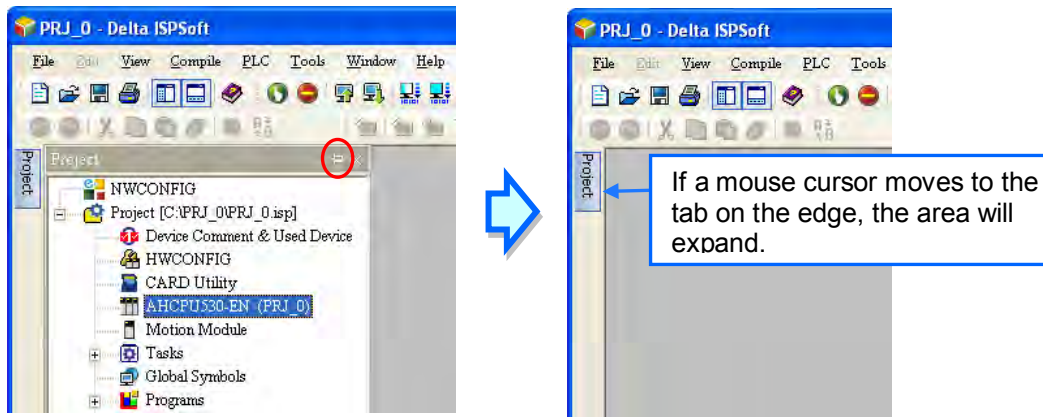 PRJ_0 - Delta ISPSoft
File Edit View Compile PLC Tools Window Help
Project
Project
NWCONFIG
Project [C:\PRJ_0\PRJ_0.isp]
Device Comment & Used Device
HWCONFIG
CARD Utility
AHCPU530-EN (PRJ_0)
Motion Module
Tasks
Global Symbols
Programs
PRJ_0 - Delta ISPSoft
File Edit View Compile PLC Tools
Project
If a mouse cursor moves to the
tab on the edge, the area will
expand.